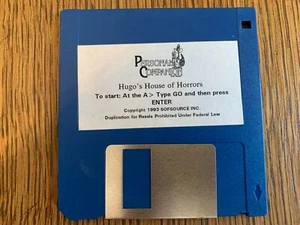 PERSONAL
COMPANION
Hugo's House of Horrors
To start: At the A> Type GO and then press
ENTER
Copyright 1993 SOFSOURCE INC.
Duplication for Resale Prohibited Under Federal Law